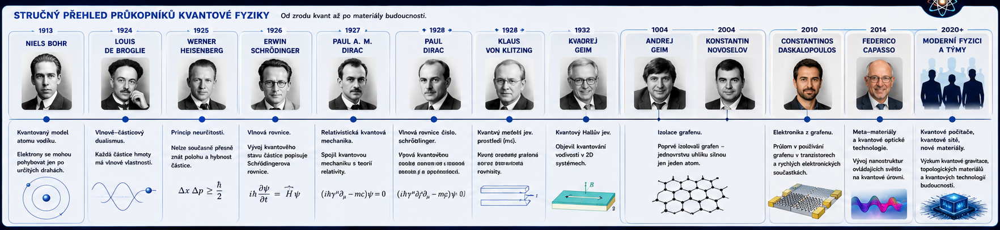 STRUČNÝ PŘEHLED PRŮKOPNÍKŮ KVANTOVÉ FYZIKY
Od zrodu kvant až po materiály budoucnosti.
1913
NIELS BOHR
Kvantovaný model
atomu vodíku.
Elektrony se mohou
pohybovat jen po
určitých drahách.
1924
LOUIS
DE BROGLIE
Vlnově-částicový
dualismus.
Každá částice hmoty
má vlnové vlastnosti.
1925
WERNER
HEISENBERG
Princip neurčitosti.
Nelze současně přesně
znát polohu a hybnost
částice.
Δx Δp ≥ ħ/2
1926
ERWIN
SCHRÖDINGER
Vlnová rovnice.
Vývoj kvantového
stavu částice popisuje
Schrödingerova
rovnice.
iħ ∂ψ/∂t = Ĥψ
1927
PAUL A. M.
DIRAC
Relativistická kvantová
mechanika.
Spojil kvantovou
mechaniku s teorií
relativity.
(iħγ^μ∂_μ − mc)ψ = 0
1928
PAUL
DIRAC
Vlnová rovnice číslo.
1928
KLAUS
VON KLITZING
jev.
1932
GEIM
Kvantový Hallův jev.
Objevil kvantování
vodivosti v 2D
systémech.
B
1004
ANDREJ
GEIM
2004
KONSTANTIN
NOVOSELOV
Izolace grafenu.
Poprvé izolovali grafen –
jednovrstvu uhlíku silnou
jen jeden atom.
2010
CONSTANTINOS
DASKALOPOULOS
Elektronika z grafenu.
Průlom v používání
grafenu v tranzistorech
a rychlých elektronických
součastkách.
2014
FEDERICO
CAPASSO
Meta-materiály
a kvantové optické
technologie.
Vývoj nanostruktur
ovládajících světlo
na kvantové úrovni.
2020+
MODERNÍ FYZICI
A TÝMY
Kvantové počítače,
kvantové sítě,
nové materiály.
Výzkum kvantové gravitace,
topologických materiálů
a kvantových technologií
budoucnosti.